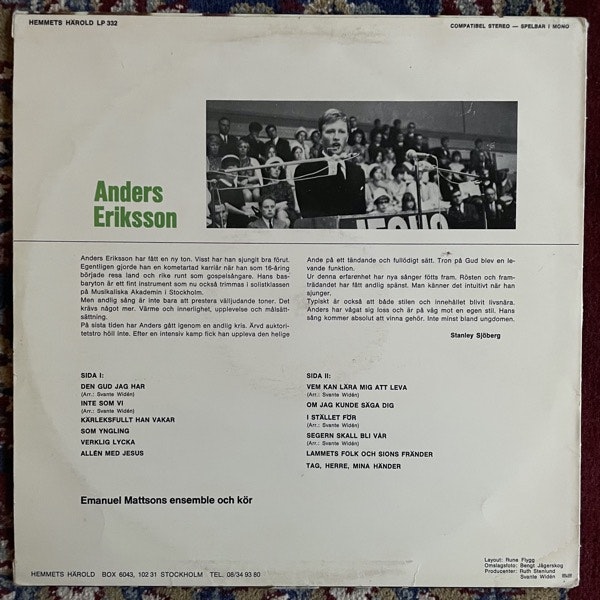 HEMMETS HÄROLD LP 332
COMPATIBEL STEREO — SPELBAR I MONO
JESUS
Anders
Eriksson
Anders Eriksson har fått en ny ton. Visst har han sjungit bra förut.
Egentligen gjorde han en kometartad karriär när han som 16-åring
började resa land och rike runt som gospelsångare. Hans bas-
baryton är ett fint instrument som nu också trimmas i solistklassen
på Musikaliska Akademin i Stockholm.
Men andlig sång är inte bara att prestera välljudande toner. Det
krävs något mer. Värme och innerlighet, upplevelse och målsätt-
sättning.
På sista tiden har Anders gått igenom en andlig kris. Ärvd auktori-
tetstro höll inte. Efter en intensiv kamp fick han uppleva den helige
Ande på ett tändande och fullödigt sätt. Tron på Gud blev en le-
vande funktion.
Ur denna erfarenhet har nya sånger fötts fram. Rösten och fram-
trädandet har fått andlig spänst. Man känner det intuitivt när han
sjunger.
Typiskt är också att både stilen och innehållet blivit livsnära.
Anders har vågat sig loss och är på väg mot en egen stil. Hans
sång kommer absolut att vinna gehör. Inte minst bland ungdomen.
Stanley Sjöberg
SIDA I:
DEN GUD JAG HAR
(Arr.: Svante Widén)
INTE SOM VI
(Arr.: Svante Widén)
KÄRLEKSFULLT HAN VAKAR
SOM YNGLING
VERKLIG LYCKA
ALLÉN MED JESUS
SIDA II:
VEM KAN LÄRA MIG ATT LEVA
(Arr.: Svante Widén)
OM JAG KUNDE SÄGA DIG
I STÄLLET FÖR
(Arr.: Svante Widén)
SEGERN SKALL BLI VÅR
(Arr.: Svante Widén)
LAMMETS FOLK OCH SIONS FRÄNDER
TAG, HERRE, MINA HÄNDER
Emanuel Mattsons ensemble och kör
HEMMETS HÄROLD BOX 6043, 102 31 STOCKHOLM TEL. 08/34 93 80
Layout: Rune Flygg
Omslagsfoto: Bengt Jägerskog
Producenter: Ruth Stenlund
Svante Widén